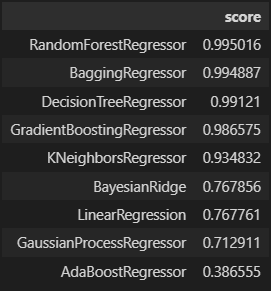 score
RandomForestRegressor 0.995016
BaggingRegressor 0.994887
DecisionTreeRegressor 0.99121
GradientBoostingRegressor 0.986575
KNeighborsRegressor 0.934832
BayesianRidge 0.767856
LinearRegression 0.767761
GaussianProcessRegressor 0.712911
AdaBoostRegressor 0.386555